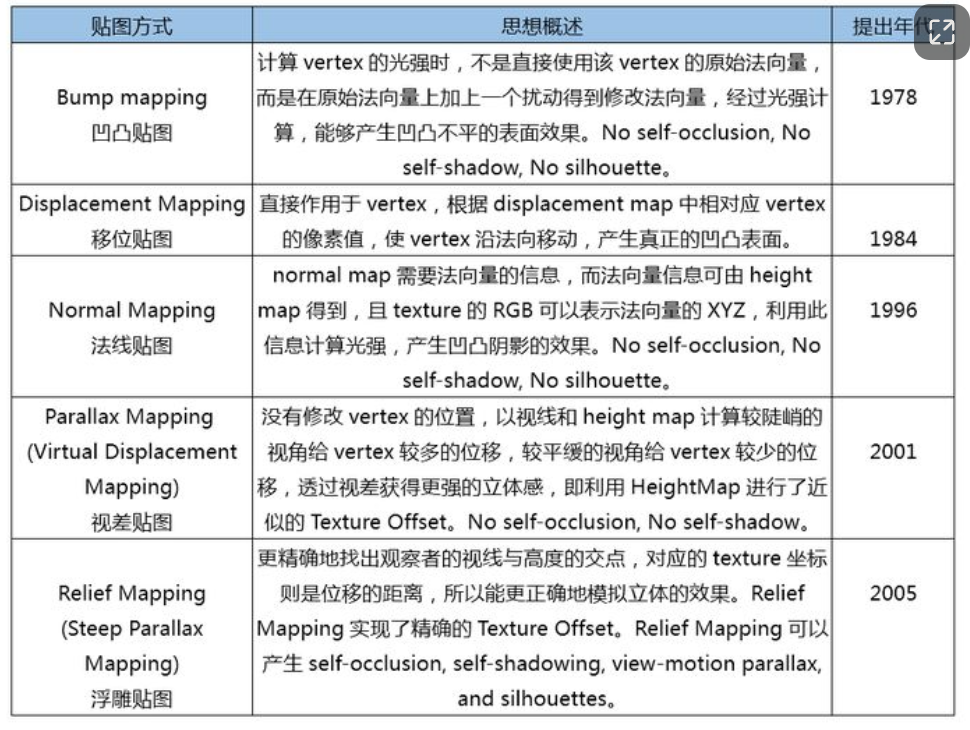 贴图方式 思想概述 提出年代
Bump mapping
凹凸贴图
计算 vertex 的光强时，不是直接使用该 vertex 的原始法向量，
而是在原始法向量上加上一个扰动得到修改法向量，经过光强计
算，能够产生凹凸不平的表面效果。No self-occlusion, No
self-shadow, No silhouette。
1978
Displacement Mapping
移位贴图
直接作用于 vertex，根据 displacement map 中相对应 vertex
的像素值，使 vertex 沿法向移动，产生真正的凹凸表面。
1984
Normal Mapping
法线贴图
normal map 需要法向量的信息，而法向量信息可由 height
map 得到，且 texture 的 RGB 可以表示法向量的 XYZ，利用此
信息计算光强，产生凹凸阴影的效果。No self-occlusion, No
self-shadow, No silhouette。
1996
Parallax Mapping
(Virtual Displacement
Mapping)
视差贴图
没有修改 vertex 的位置，以视线和 height map 计算较陡峭的
视角给 vertex 较多的位移，较平缓的视角给 vertex 较少的位
移，透过视差获得更强的立体感，即利用 HeightMap 进行了近
似的 Texture Offset。No self-occlusion, No self-shadow。
2001
Relief Mapping
(Steep Parallax
Mapping)
浮雕贴图
更精确地找出观察者的视线与高度的交点，对应的 texture 坐标
则是位移的距离，所以能更正确地模拟立体的效果。Relief
Mapping 实现了精确的 Texture Offset。Relief Mapping 可以
产生 self-occlusion, self-shadowing, view-motion parallax,
and silhouettes。
2005